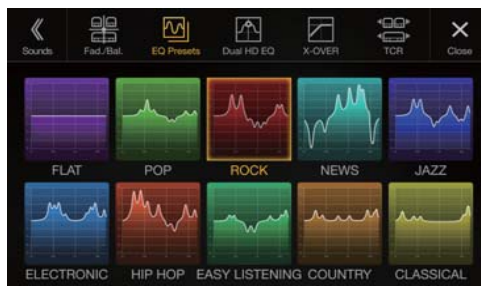 Sounds Fad./Bal. EQ Presets Dual HD EQ X-OVER TCR Close
FLAT POP ROCK NEWS JAZZ
ELECTRONIC HIP HOP EASY LISTENING COUNTRY CLASSICAL